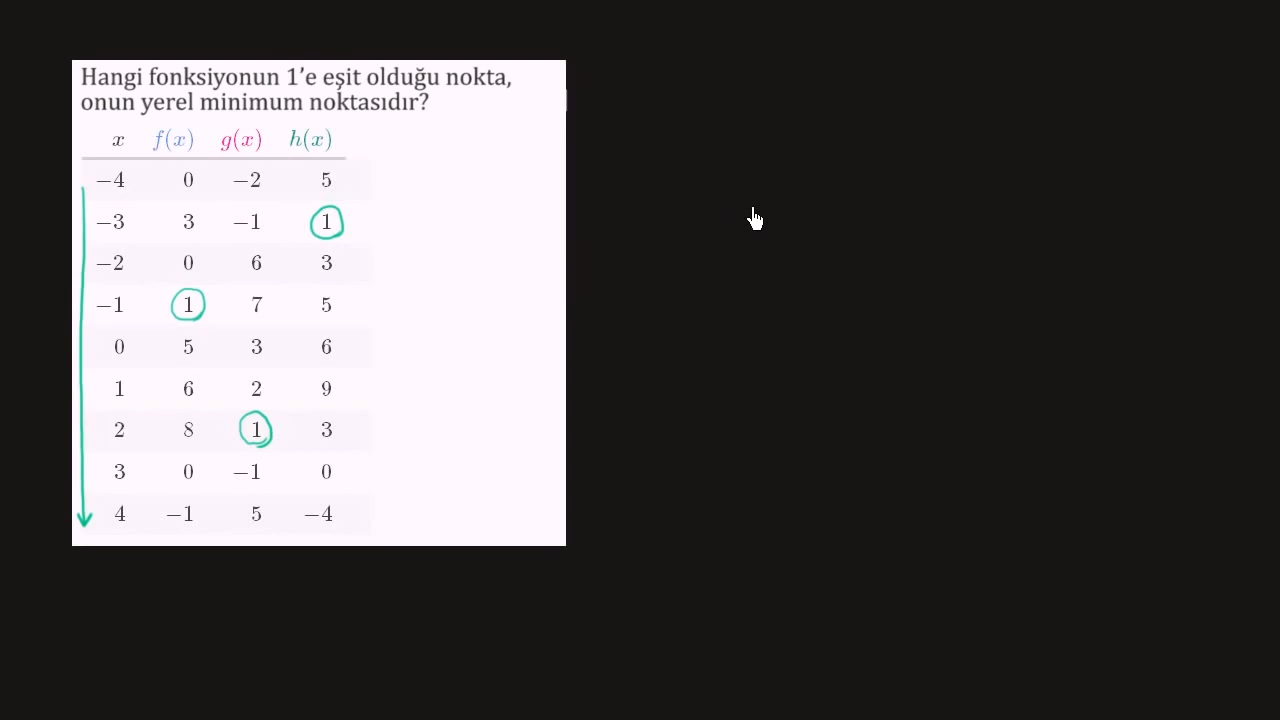 Hangi fonksiyonun 1’e eşit olduğu nokta,
onun yerel minimum noktasıdır?
x f(x) g(x) h(x)
−4 0 −2 5
−3 3 −1 1
−2 0 6 3
−1 1 7 5
0 5 3 6
1 6 2 9
2 8 1 3
3 0 −1 0
4 −1 5 −4